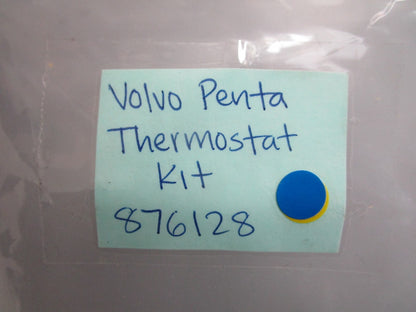 Volvo Penta
Thermostat
Kit
876128